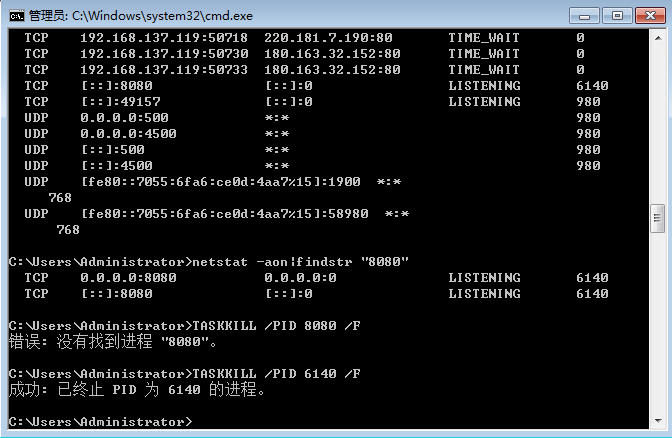 管理员: C:\Windows\system32\cmd.exe
TCP 192.168.137.119:50718 220.181.7.190:80 TIME_WAIT 0
TCP 192.168.137.119:50730 180.163.32.152:80 TIME_WAIT 0
TCP 192.168.137.119:50733 180.163.32.152:80 TIME_WAIT 0
TCP [::]:8080 [::]:0 LISTENING 6140
TCP [::]:49157 [::]:0 LISTENING 980
UDP 0.0.0.0:500 *:* 980
UDP 0.0.0.0:4500 *:* 980
UDP [::]:500 *:* 980
UDP [::]:4500 *:* 980
UDP [fe80::7055:6fa6:ce0d:4aa7%15]:1900 *:*
768
UDP [fe80::7055:6fa6:ce0d:4aa7%15]:58980 *:*
768
C:\Users\Administrator>netstat -aon|findstr "8080"
TCP 0.0.0.0:8080 0.0.0.0:0 LISTENING 6140
TCP [::]:8080 [::]:0 LISTENING 6140
C:\Users\Administrator>TASKKILL /PID 8080 /F
错误: 没有找到进程 "8080"。
C:\Users\Administrator>TASKKILL /PID 6140 /F
成功: 已终止 PID 为 6140 的进程。
C:\Users\Administrator>